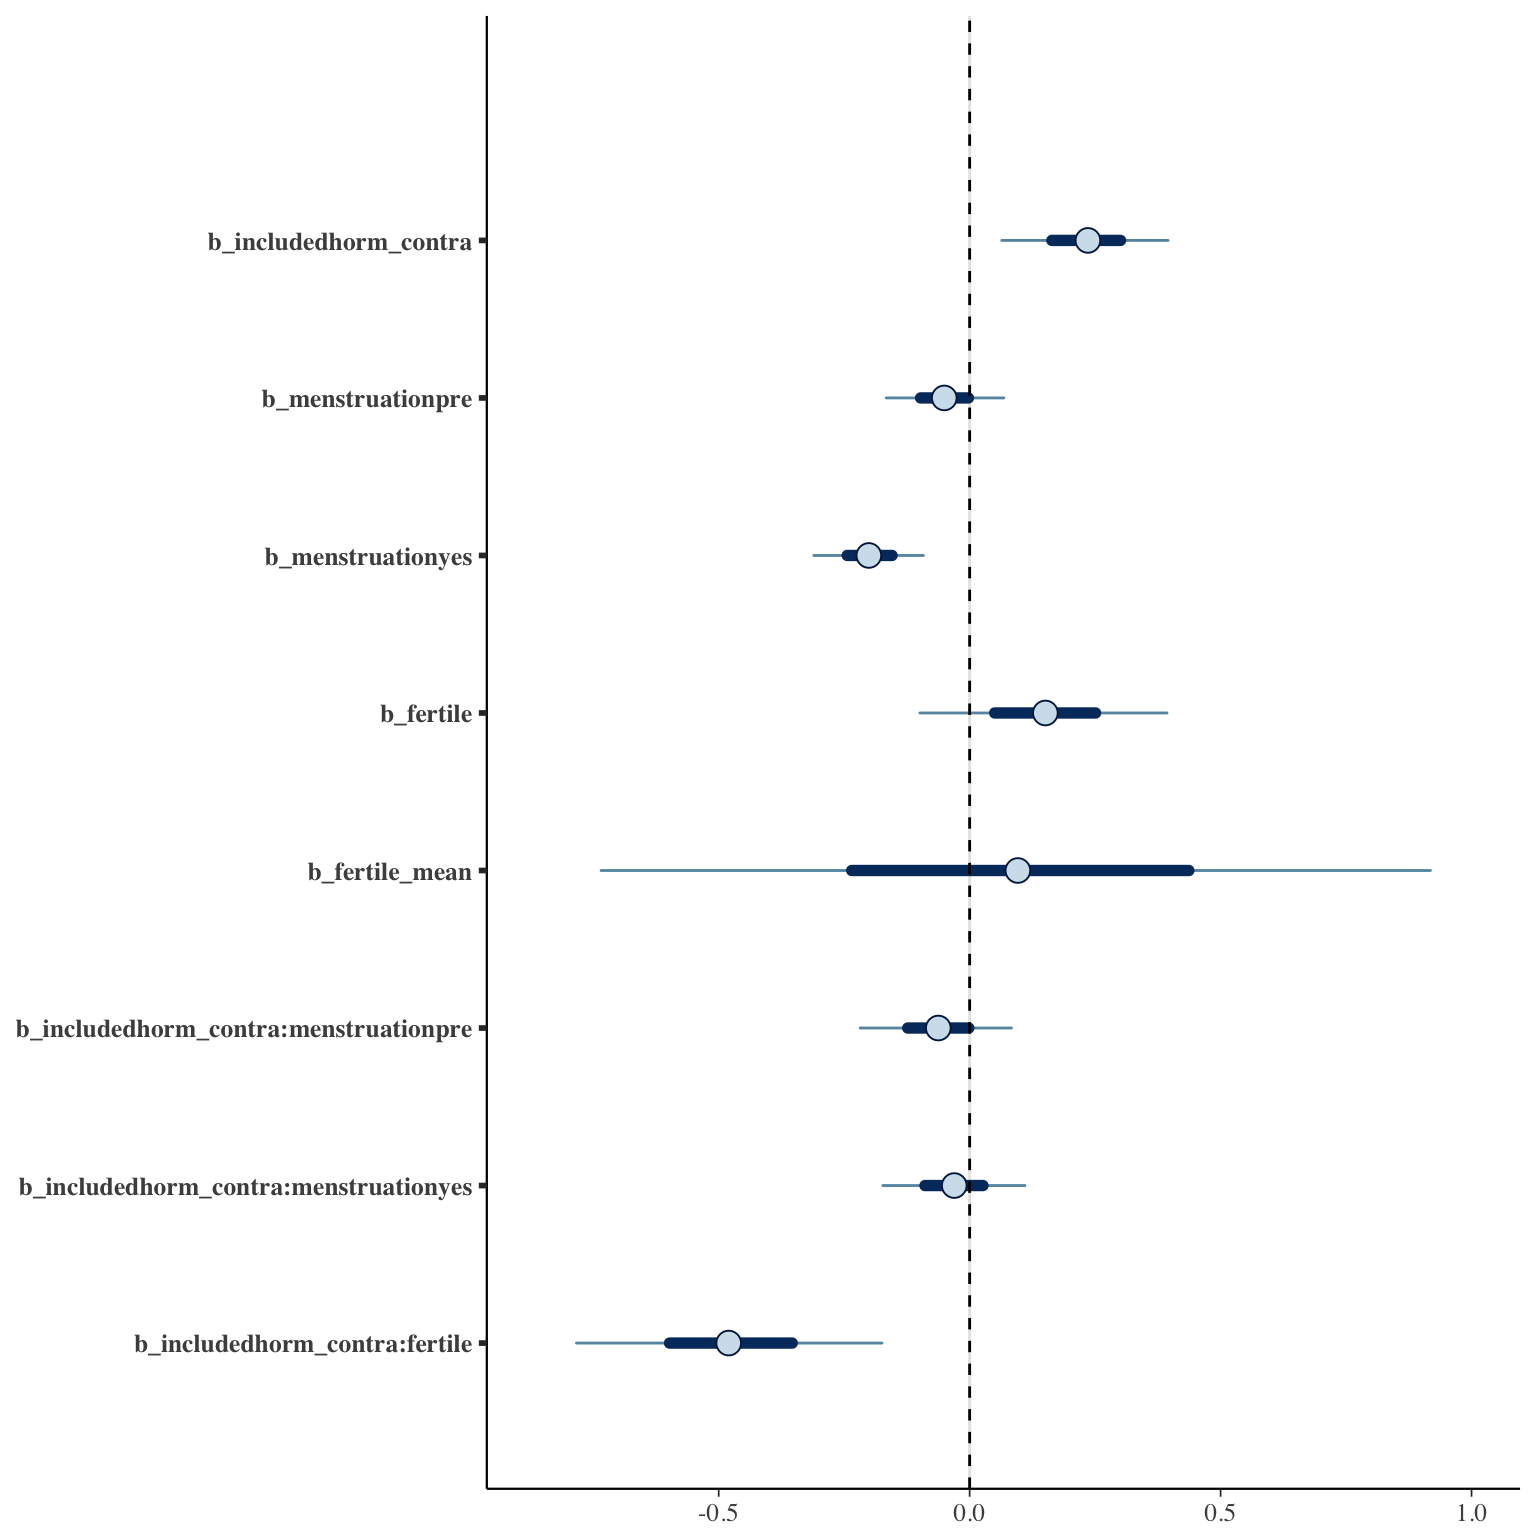 b_includedhorm_contra
b_menstruationpre
b_menstruationyes
b_fertile
b_fertile_mean
b_includedhorm_contra:menstruationpre
b_includedhorm_contra:menstruationyes
b_includedhorm_contra:fertile
-0.5 0.0 0.5 1.0